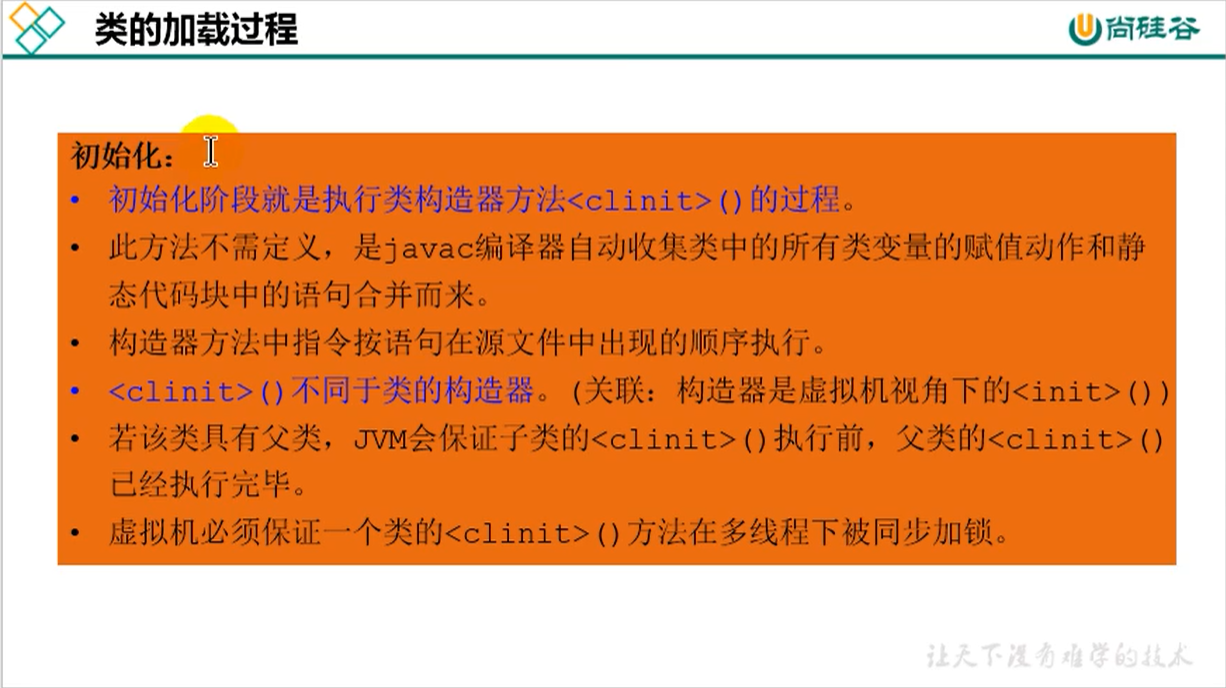 类的加载过程
尚硅谷
初始化：
• 初始化阶段就是执行类构造器方法<clinit>()的过程。
• 此方法不需定义，是javac编译器自动收集类中的所有类变量的赋值动作和静
态代码块中的语句合并而来。
• 构造器方法中指令按语句在源文件中出现的顺序执行。
• <clinit>()不同于类的构造器。(关联：构造器是虚拟机视角下的<init>())
• 若该类具有父类，JVM会保证子类的<clinit>()执行前，父类的<clinit>()
已经执行完毕。
• 虚拟机必须保证一个类的<clinit>()方法在多线程下被同步加锁。
让天下没有难学的技术